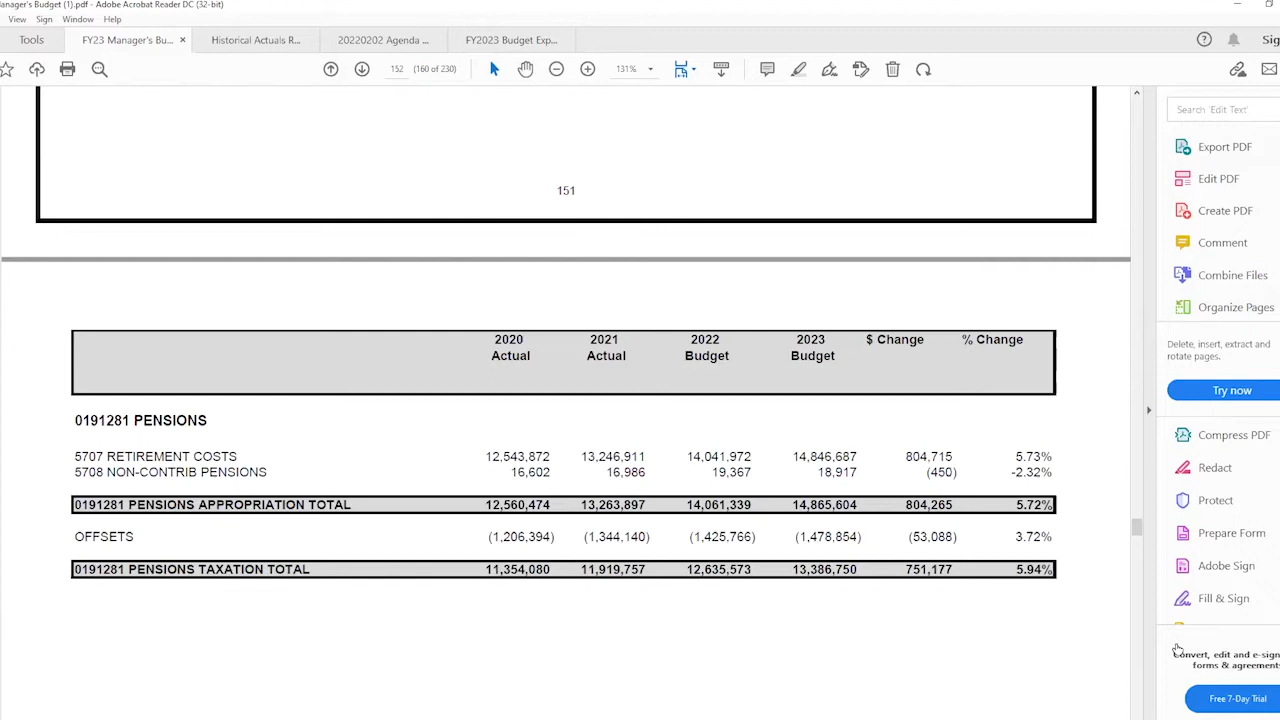 anager's Budget (1).pdf - Adobe Acrobat Reader DC (32-bit)
View Sign Window Help
Tools FY23 Manager's Bu... × Historical Actuals R... 20220202 Agenda ... FY2023 Budget Exp... Sig
152 (160 of 230) 131%
151
2020 Actual 2021 Actual 2022 Budget 2023 Budget $ Change % Change
0191281 PENSIONS
5707 RETIREMENT COSTS 12,543,872 13,246,911 14,041,972 14,846,687 804,715 5.73%
5708 NON-CONTRIB PENSIONS 16,602 16,986 19,367 18,917 (450) -2.32%
0191281 PENSIONS APPROPRIATION TOTAL 12,560,474 13,263,897 14,061,339 14,865,604 804,265 5.72%
OFFSETS (1,206,394) (1,344,140) (1,425,766) (1,478,854) (53,088) 3.72%
0191281 PENSIONS TAXATION TOTAL 11,354,080 11,919,757 12,635,573 13,386,750 751,177 5.94%
Search 'Edit Text'
Export PDF
Edit PDF
Create PDF
Comment
Combine Files
Organize Pages
Delete, insert, extract and
rotate pages.
Try now
Compress PDF
Redact
Protect
Prepare Form
Adobe Sign
Fill & Sign
Convert, edit and e-sign
forms & agreements
Free 7-Day Trial